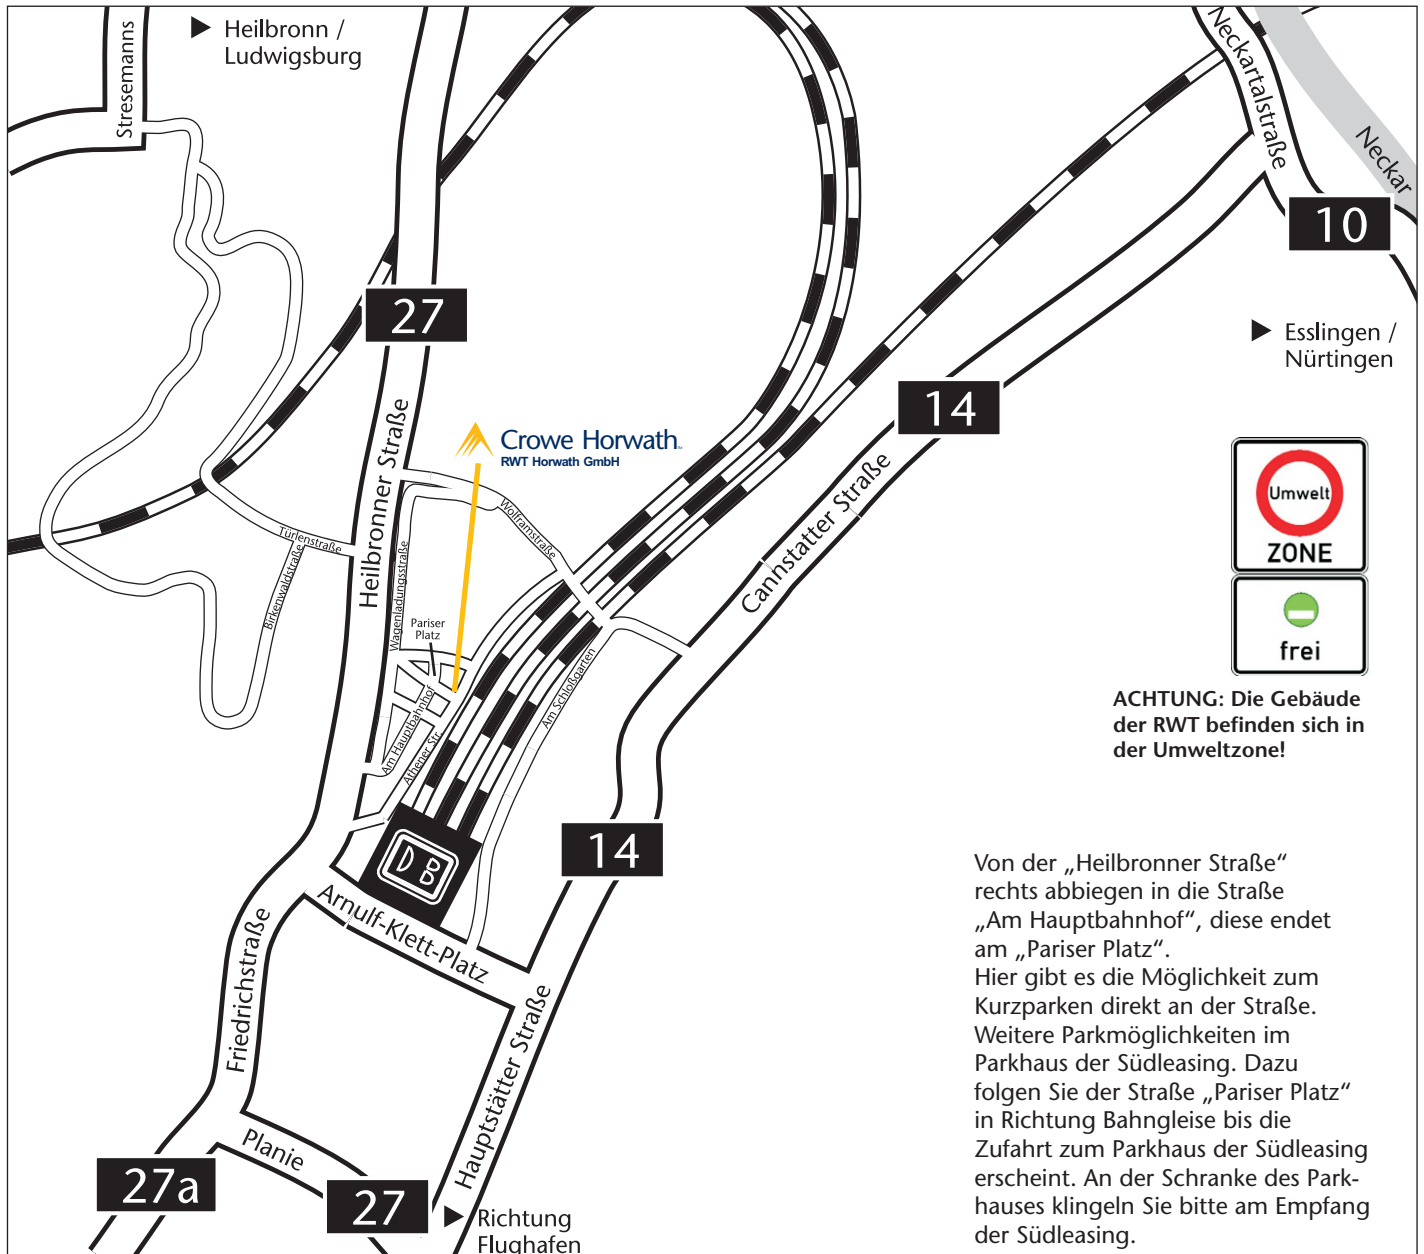 Stresemanns
Heilbronn /
Ludwigsburg
Neckartalstraße
Neckar
10
27
Esslingen /
Nürtingen
14
Heilbronner Straße
Crowe Horwath™
RWT Horwath GmbH
Cannstatter Straße
Umwelt
ZONE
frei
Wolframstraße
Türlenstraße
Birkenwaldstraße
Wagenladungsstraße
Pariser
Platz
Am Schloßgarten
Am Hauptbahnhof
Athener Str.
ACHTUNG: Die Gebäude
der RWT befinden sich in
der Umweltzone!
14
DB
Arnulf-Klett-Platz
Friedrichstraße
Hauptstätter Straße
Planie
27a
27
Richtung
Flughafen
Von der „Heilbronner Straße“
rechts abbiegen in die Straße
„Am Hauptbahnhof“, diese endet
am „Pariser Platz“.
Hier gibt es die Möglichkeit zum
Kurzparken direkt an der Straße.
Weitere Parkmöglichkeiten im
Parkhaus der Südleasing. Dazu
folgen Sie der Straße „Pariser Platz“
in Richtung Bahngleise bis die
Zufahrt zum Parkhaus der Südleasing
erscheint. An der Schranke des Park-
hauses klingeln Sie bitte am Empfang
der Südleasing.